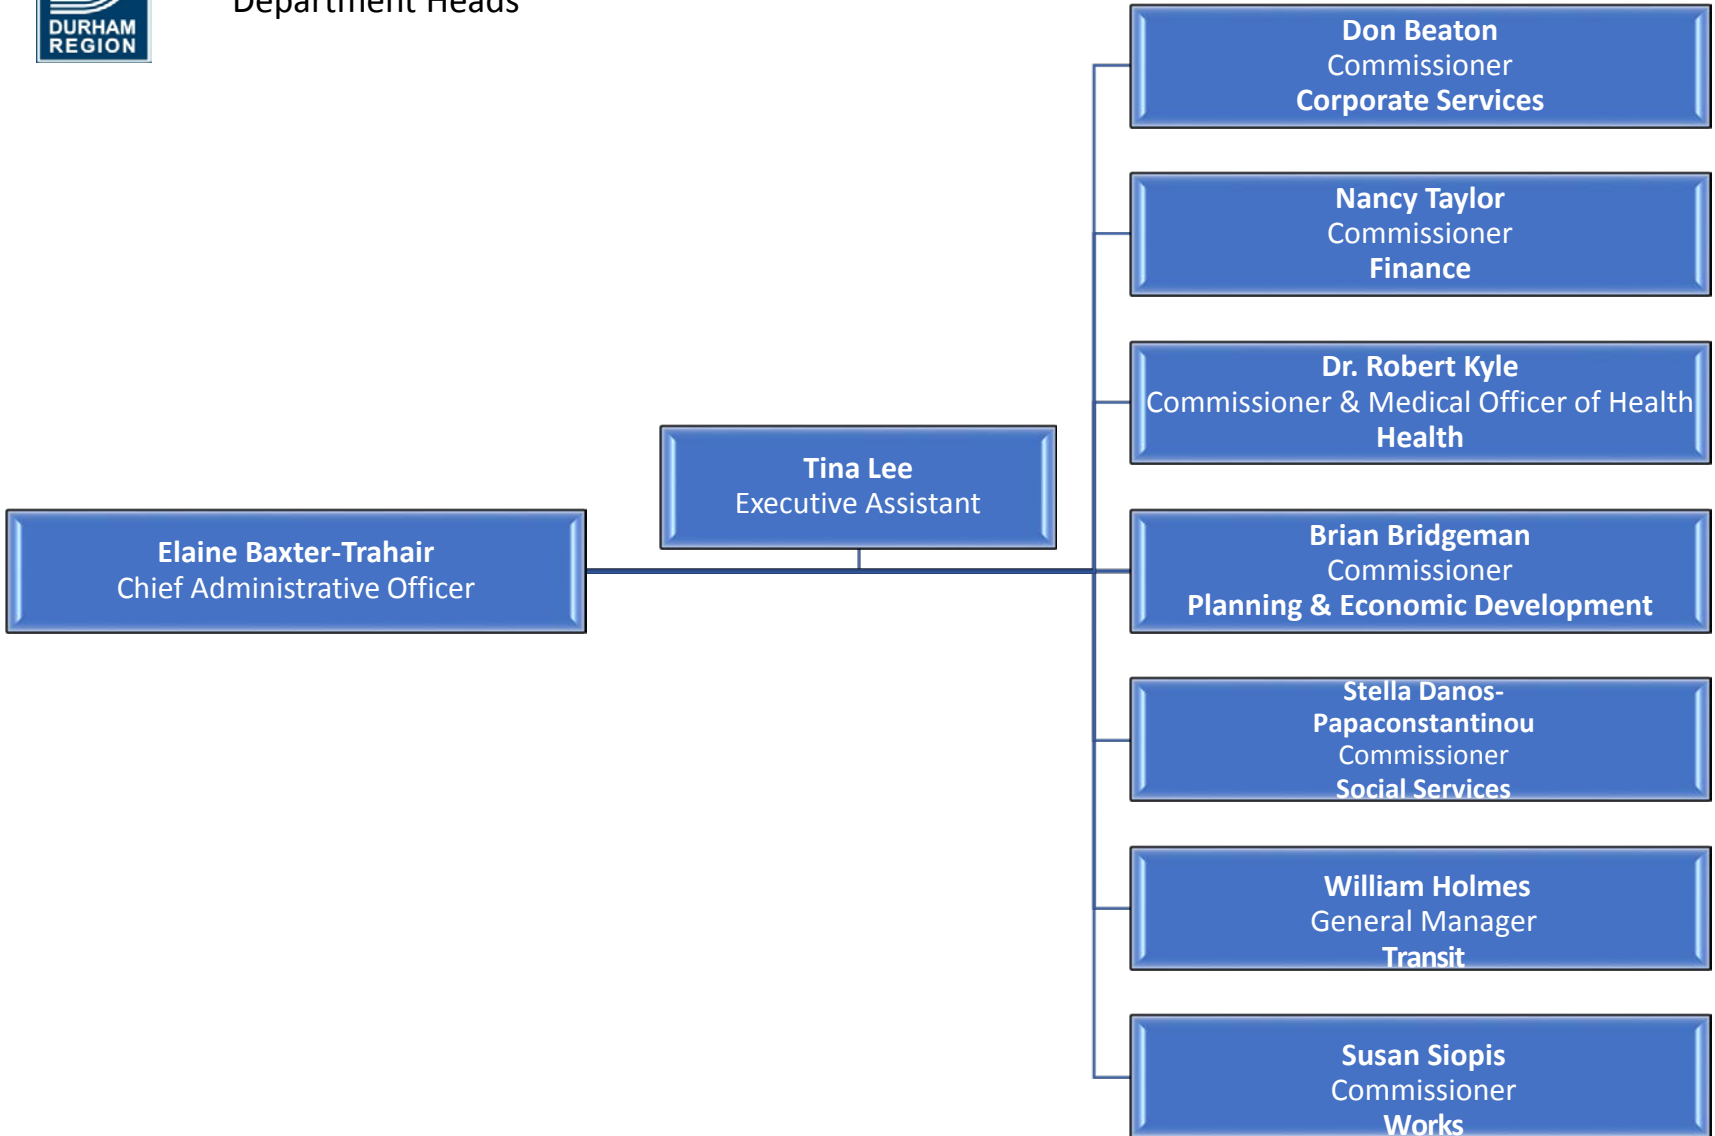 Department Heads
DURHAM
REGION
Don Beaton
Commissioner
Corporate Services
Nancy Taylor
Commissioner
Finance
Dr. Robert Kyle
Commissioner & Medical Officer of Health
Health
Tina Lee
Executive Assistant
Elaine Baxter-Trahair
Chief Administrative Officer
Brian Bridgeman
Commissioner
Planning & Economic Development
Stella Danos-
Papaconstantinou
Commissioner
Social Services
William Holmes
General Manager
Transit
Susan Siopis
Commissioner
Works